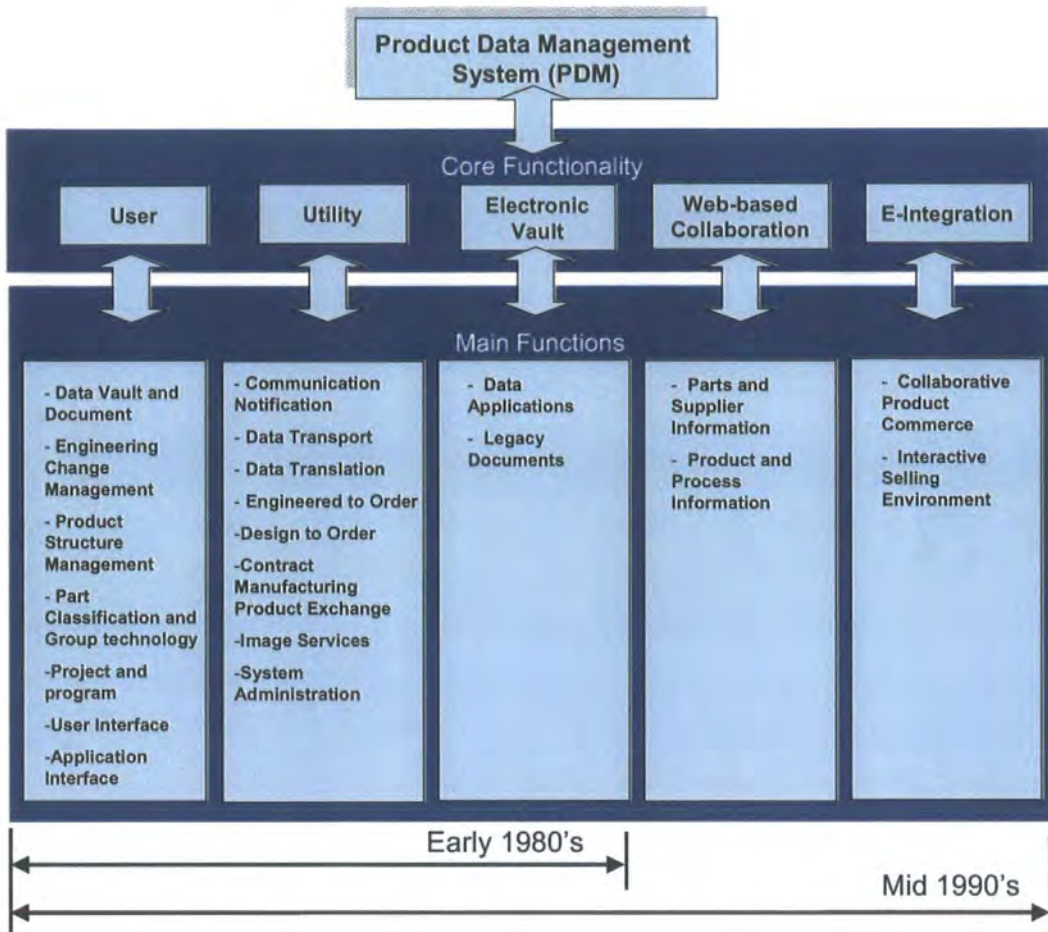 Product Data Management
System (PDM)
Core Functionality
User
Utility
Electronic
Vault
Web-based
Collaboration
E-Integration
Main Functions
- Data Vault and
Document
- Engineering
Change
Management
- Product
Structure
Management
- Part
Classification and
Group technology
-Project and
program
-User Interface
-Application
Interface
- Communication
Notification
- Data Transport
- Data Translation
- Engineered to Order
-Design to Order
-Contract
Manufacturing
Product Exchange
-Image Services
-System
Administration
- Data
Applications
- Legacy
Documents
- Parts and
Supplier
Information
- Product and
Process
Information
- Collaborative
Product
Commerce
- Interactive
Selling
Environment
Early 1980's
Mid 1990's